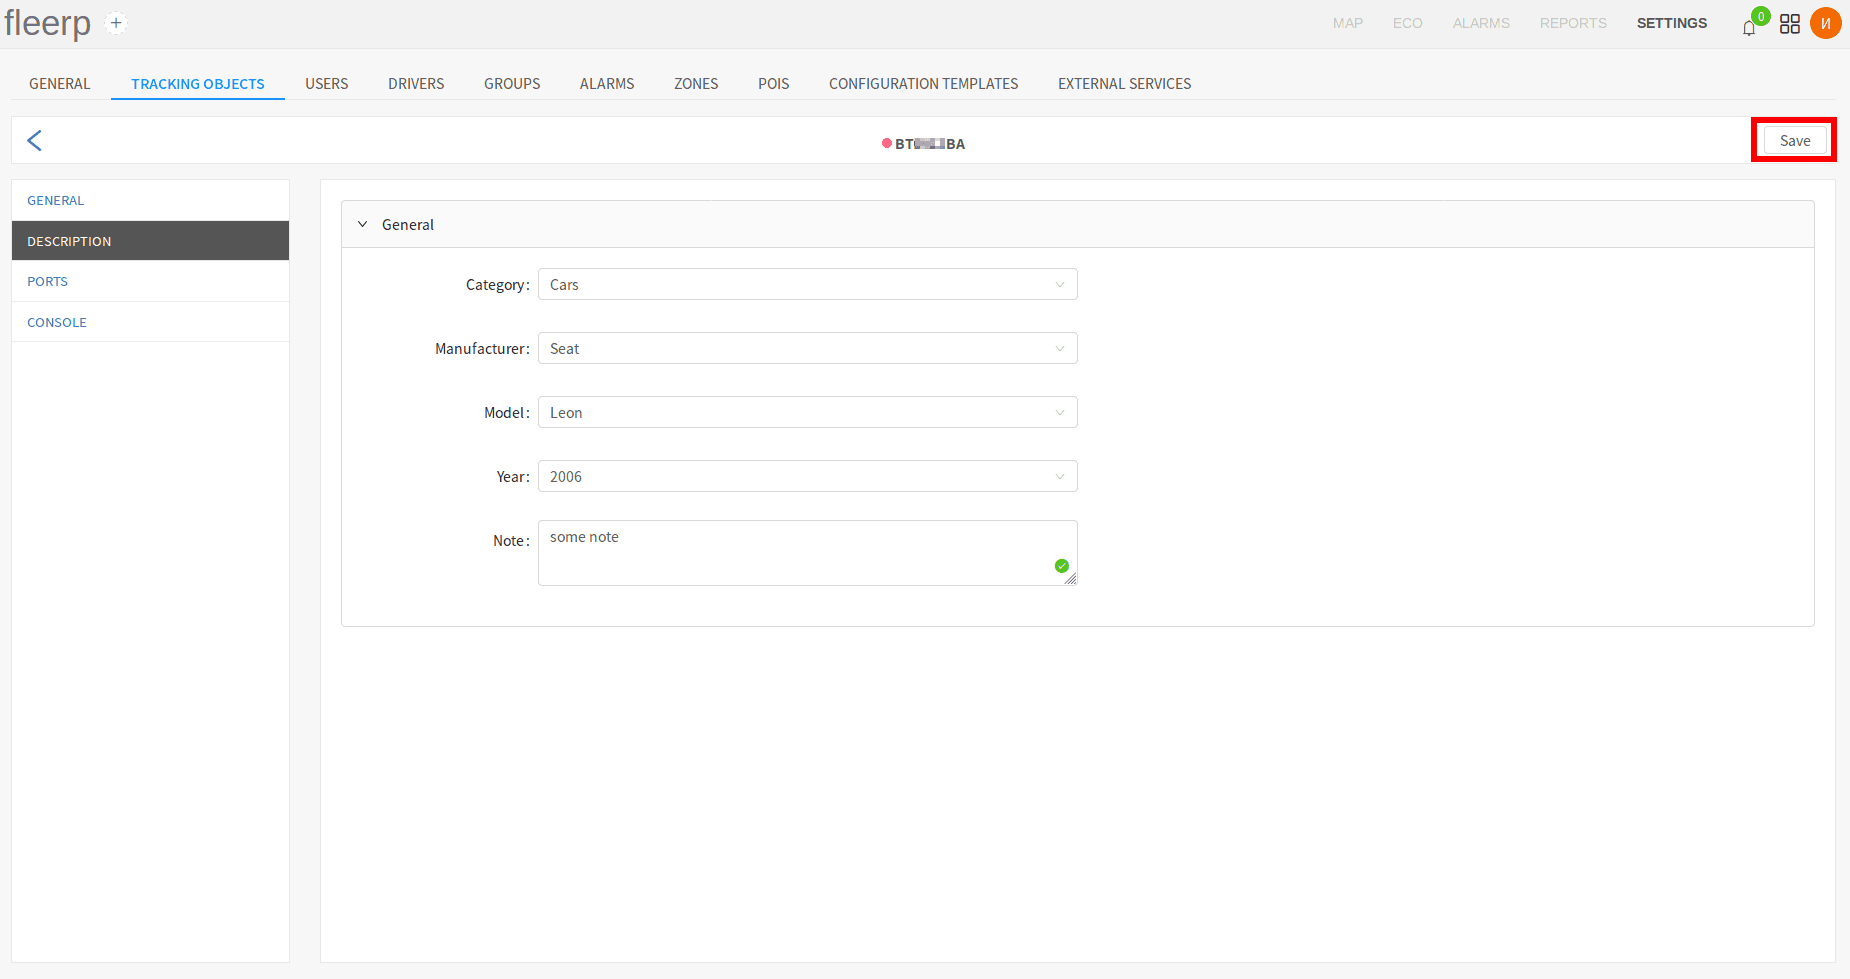 fleerp +
MAP ECO ALARMS REPORTS SETTINGS 0 И
GENERAL TRACKING OBJECTS USERS DRIVERS GROUPS ALARMS ZONES POIS CONFIGURATION TEMPLATES EXTERNAL SERVICES
BT BA
Save
GENERAL
DESCRIPTION
PORTS
CONSOLE
General
Category: Cars
Manufacturer: Seat
Model: Leon
Year: 2006
Note: some note